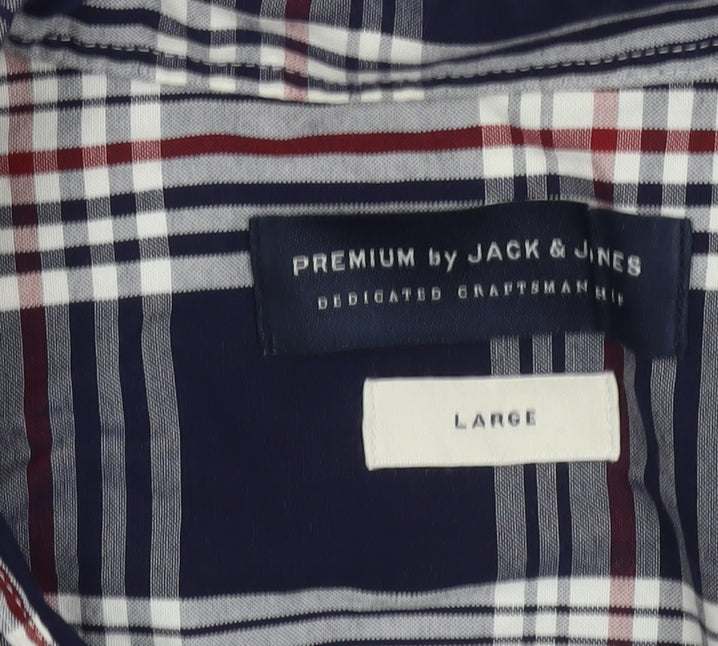 PREMIUM by JACK & JONES
DEDICATED CRAFTSMANSHIP
LARGE